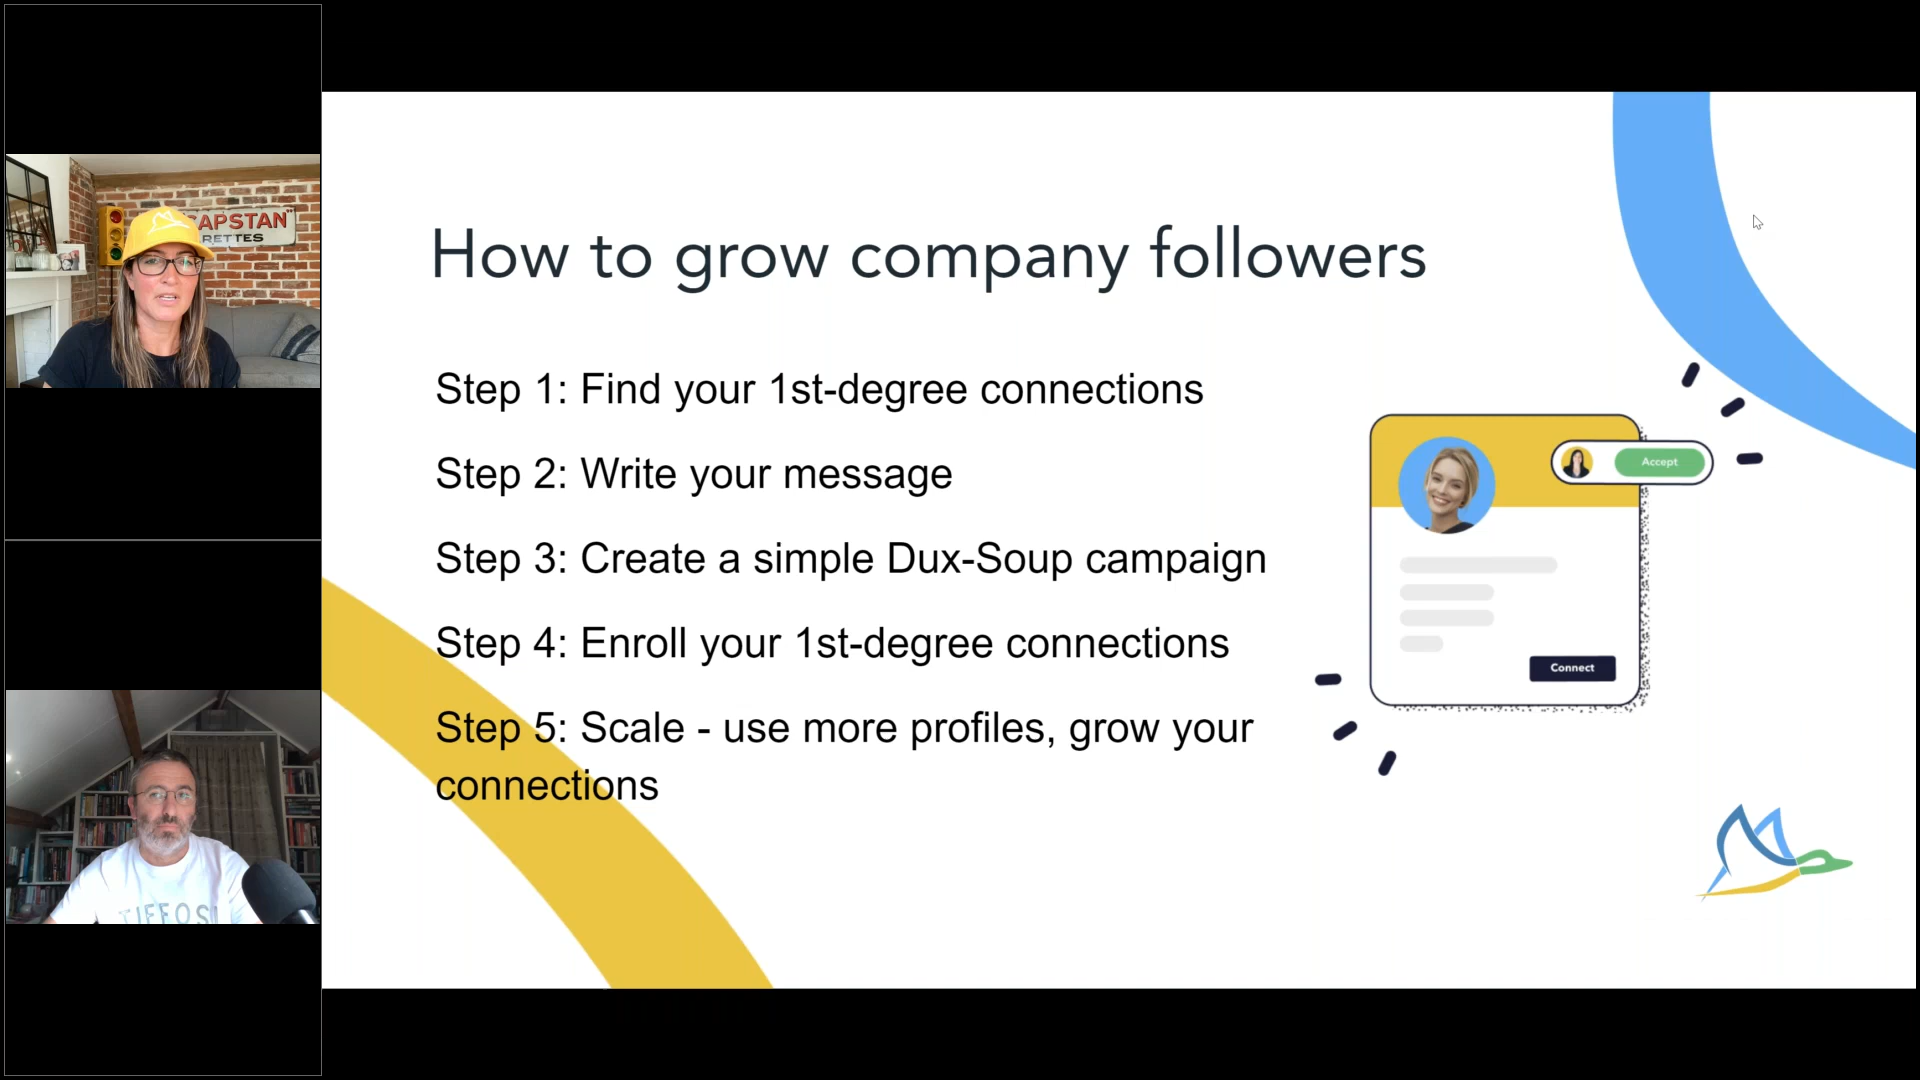 CAPSTAN"
RETTES
TIFFOSI
How to grow company followers
Step 1: Find your 1st-degree connections
Step 2: Write your message
Step 3: Create a simple Dux-Soup campaign
Step 4: Enroll your 1st-degree connections
Step 5: Scale - use more profiles, grow your
connections
Accept
Connect